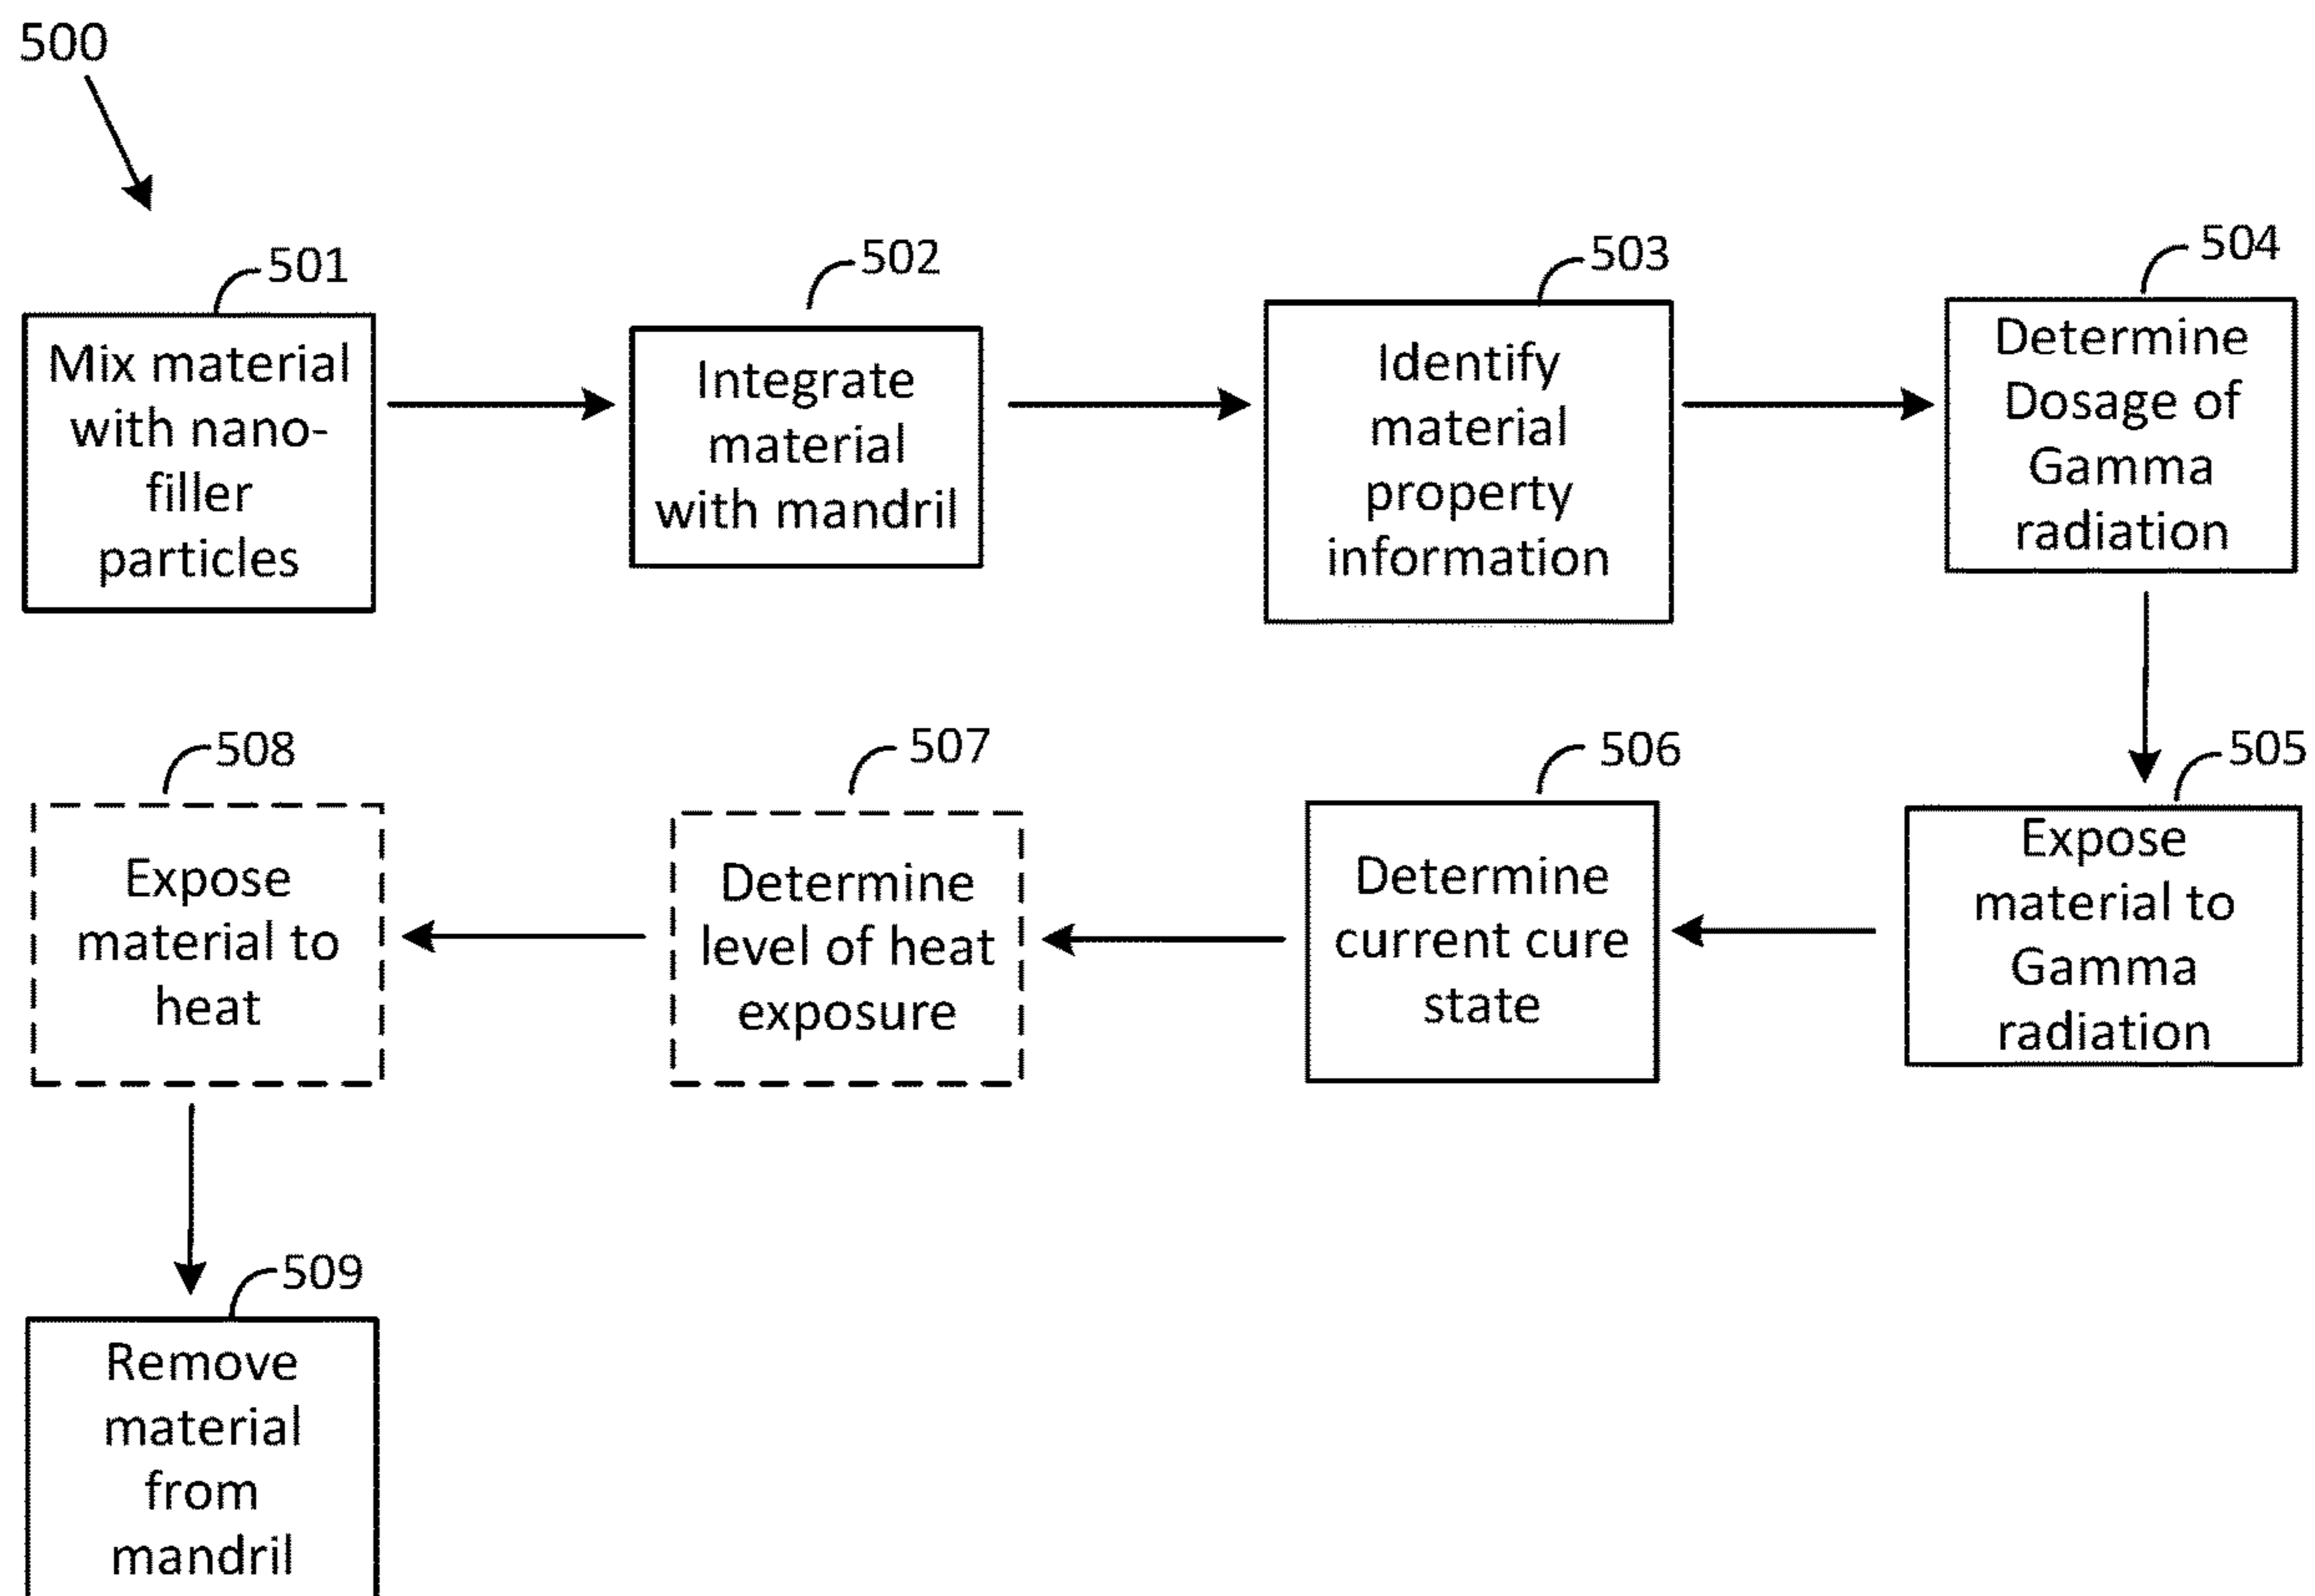 500
501
Mix material
with nano-
filler
particles
502
Integrate
material
with mandril
503
Identify
material
property
information
504
Determine
Dosage of
Gamma
radiation
505
Expose
material to
Gamma
radiation
506
Determine
current cure
state
507
Determine
level of heat
exposure
508
Expose
material to
heat
509
Remove
material
from
mandril